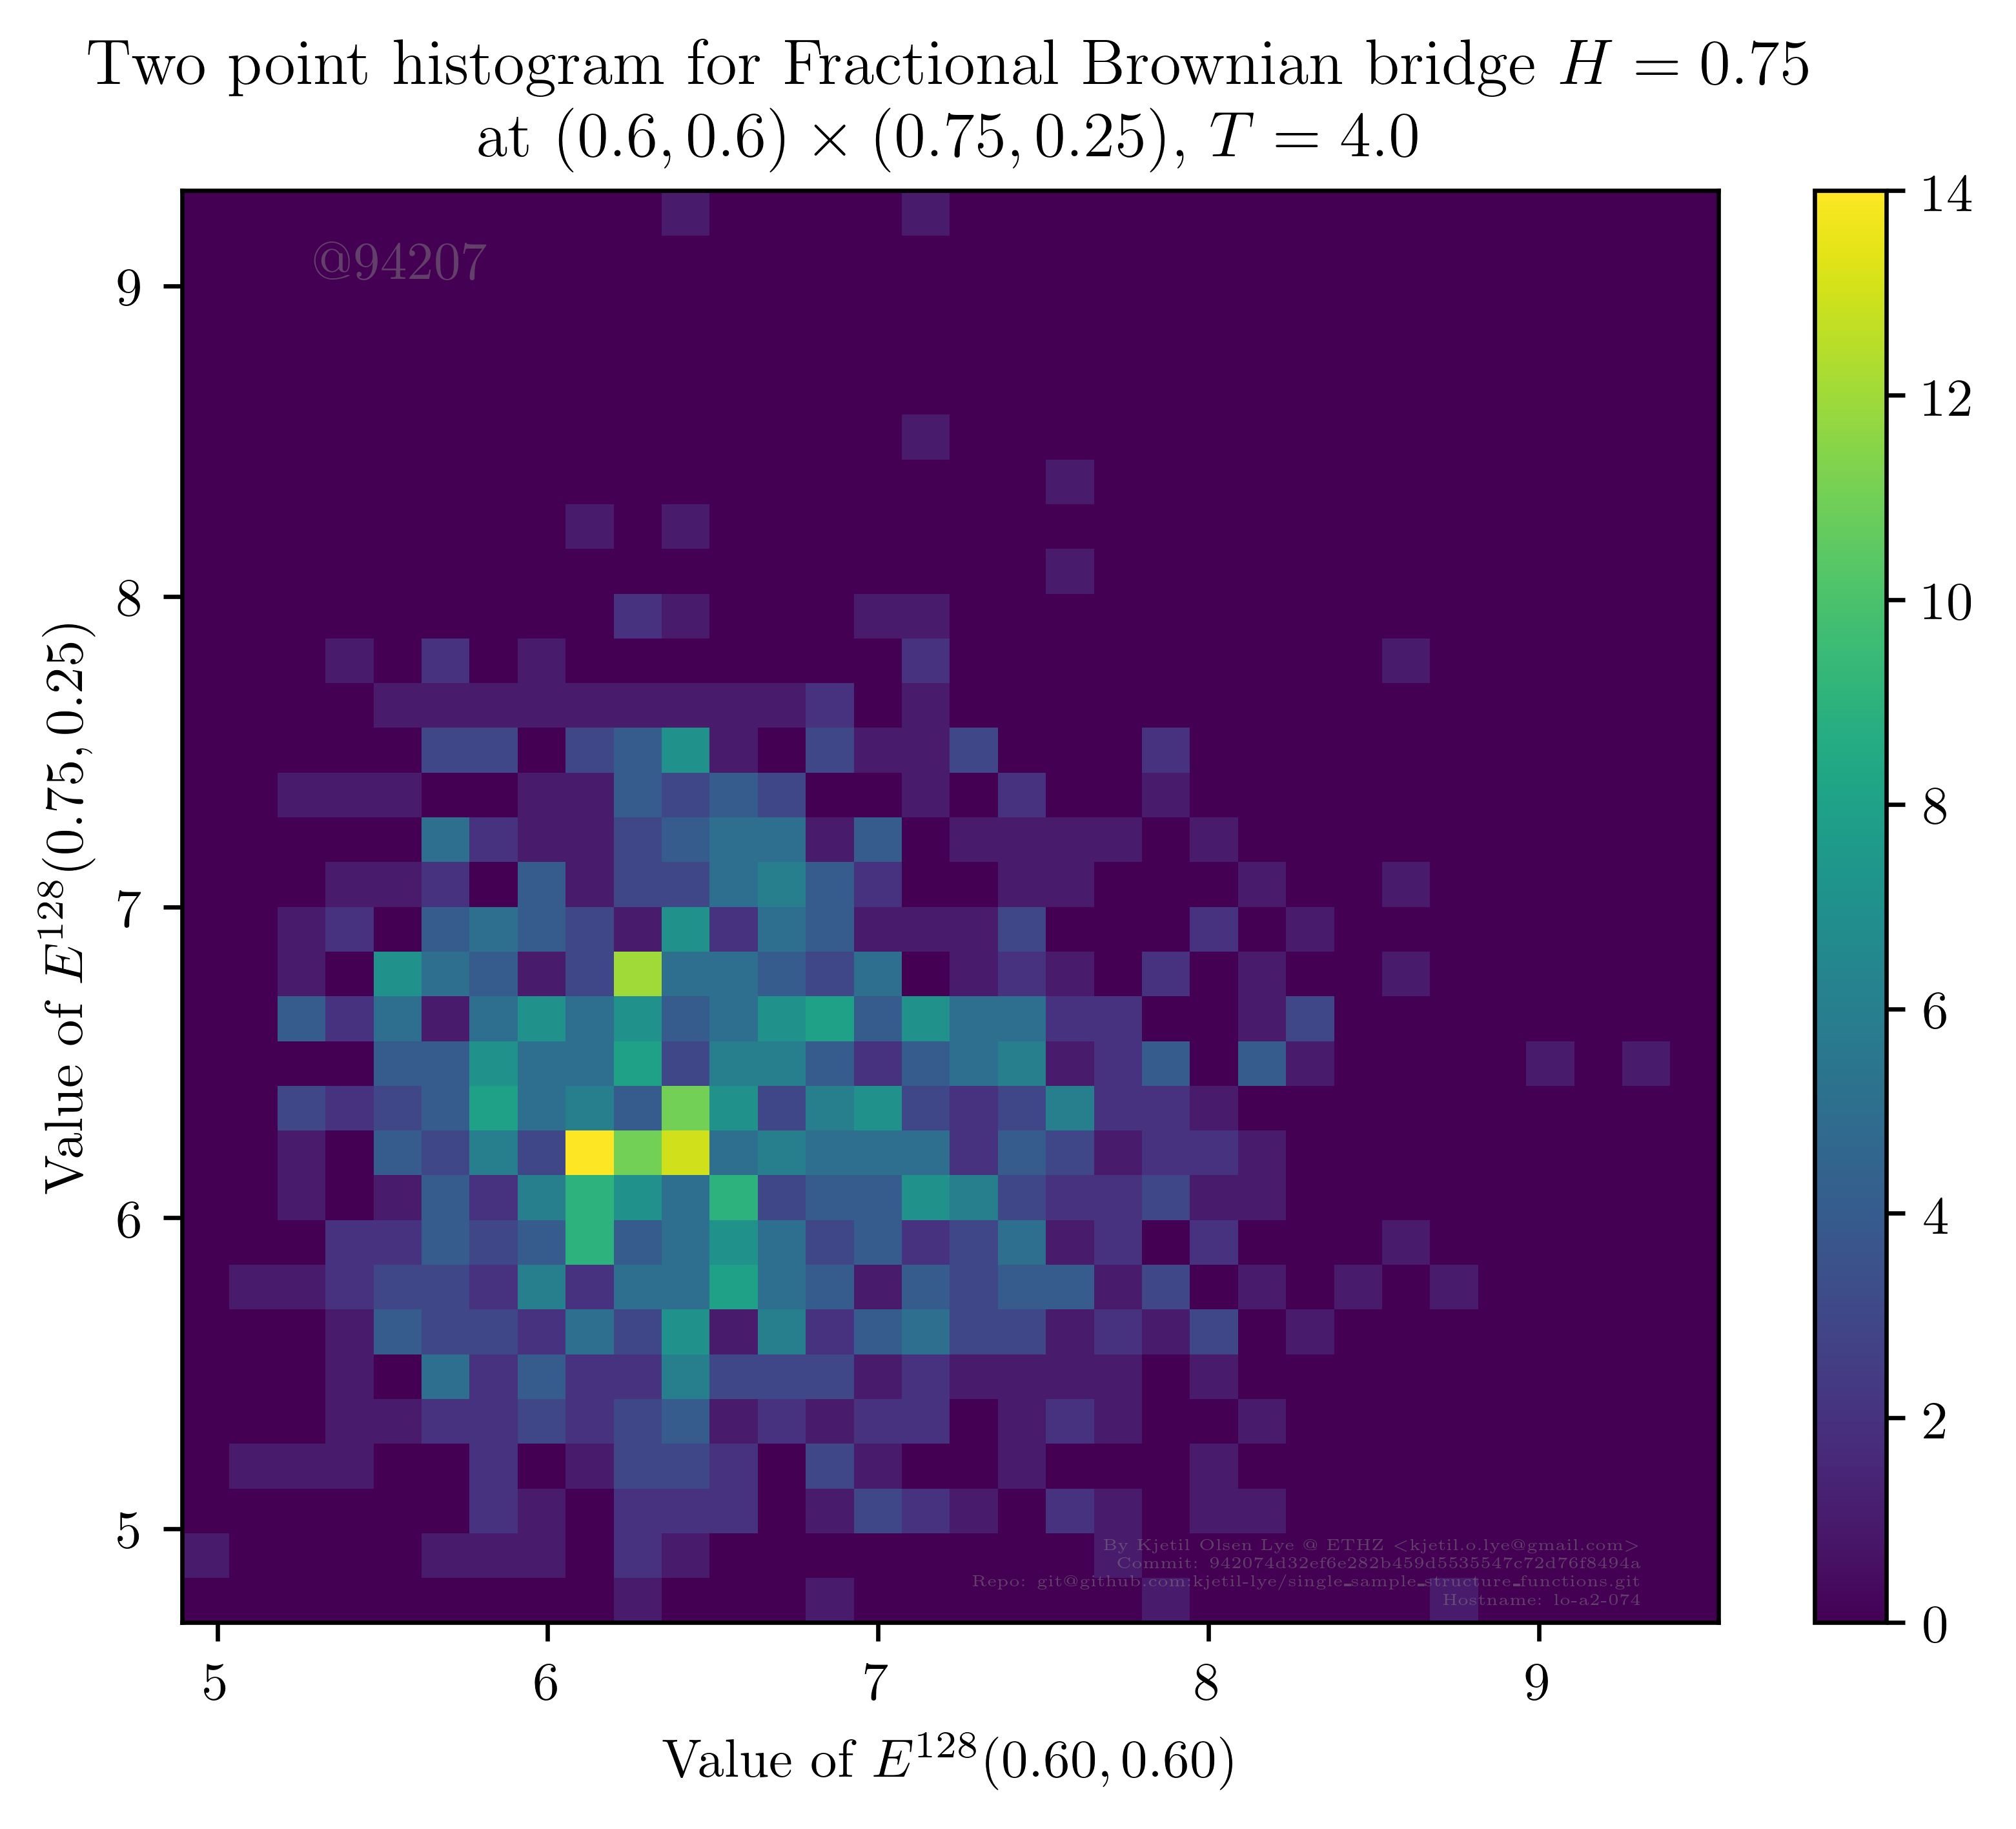 Two point histogram for Fractional Brownian bridge H = 0.75
at (0.6, 0.6) × (0.75, 0.25), T = 4.0
@94207
9
8
7
6
5
Value of E^128(0.75, 0.25)
5
6
7
8
9
Value of E^128(0.60, 0.60)
14
12
10
8
6
4
2
0
By Kjetil Olsen Lye @ ETHZ <kjetil.o.lye@gmail.com>
Commit: 942074d32ef6e282b459d5535547c72d76f8494a
Repo: git@github.com:kjetil-lye/single_sample_structure_functions.git
Hostname: lo-a2-074